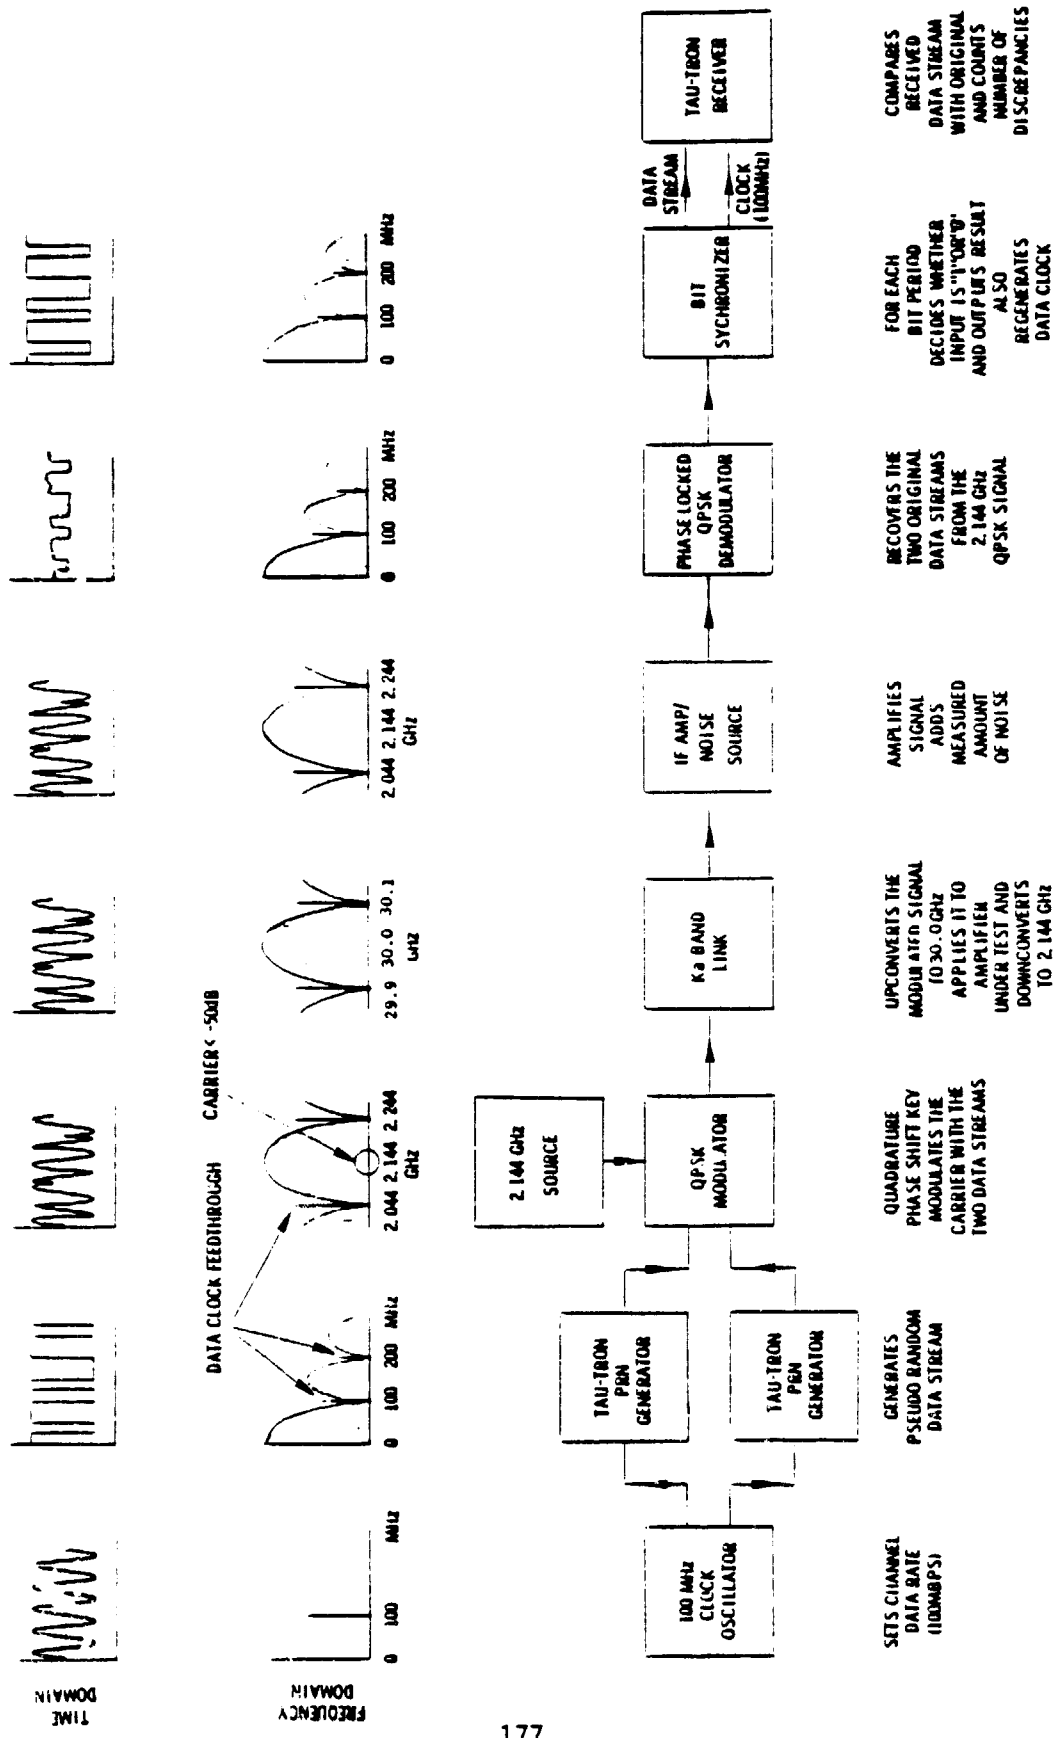 TIME
DOMAIN
FREQUENCY
DOMAIN
0 100 MHz
0 100 200 MHz
DATA CLOCK FEEDTHROUGH
CARRIER < -50dB
2.044 2.144 2.244
GHz
29.9 30.0 30.1
GHz
2.044 2.144 2.244
GHz
0 100 200 MHz
0 100 200 MHz
100 MHz
CLOCK
OSCILLATOR
TAU-TRON
PRN
GENERATOR
TAU-TRON
PRN
GENERATOR
2.144 GHz
SOURCE
QPSK
MODULATOR
Ka BAND
LINK
IF AMP/
NOISE
SOURCE
PHASE LOCKED
QPSK
DEMODULATOR
BIT
SYCHRONIZER
DATA
STREAM
CLOCK
(100MHz)
TAU-TRON
RECEIVER
SETS CHANNEL
DATA RATE
(100MBPS)
GENERATES
PSEUDO RANDOM
DATA STREAM
QUADRATURE
PHASE SHIFT KEY
MODULATES THE
CARRIER WITH THE
TWO DATA STREAMS
UPCONVERTS THE
MODULATED SIGNAL
TO 30.0GHz
APPLIES IT TO
AMPLIFIER
UNDER TEST AND
DOWNCONVERTS
TO 2.144 GHz
AMPLIFIES
SIGNAL
ADDS
MEASURED
AMOUNT
OF NOISE
RECOVERS THE
TWO ORIGINAL
DATA STREAMS
FROM THE
2.144 GHz
QPSK SIGNAL
FOR EACH
BIT PERIOD
DECIDES WHETHER
INPUT IS "1" OR "0"
AND OUTPUTS RESULT
ALSO
REGENERATES
DATA CLOCK
COMPARES
RECEIVED
DATA STREAM
WITH ORIGINAL
AND COUNTS
NUMBER OF
DISCREPANCIES
177